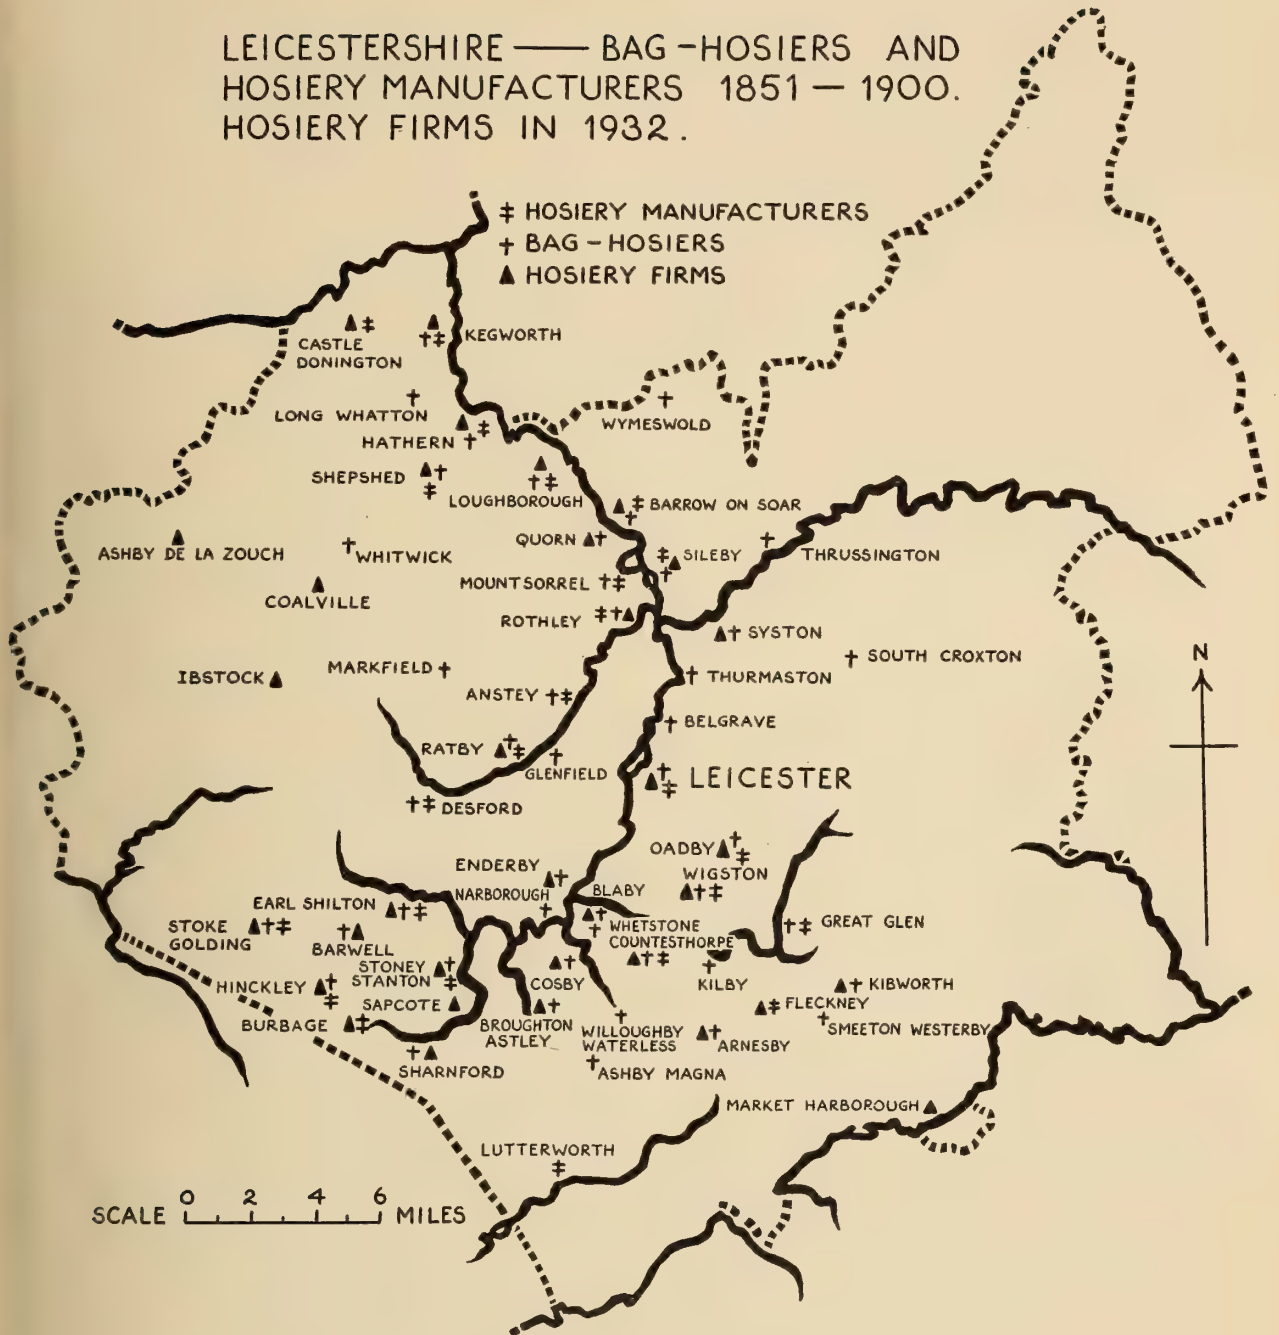 LEICESTERSHIRE — BAG-HOSIERS AND
HOSIERY MANUFACTURERS 1851 — 1900.
HOSIERY FIRMS IN 1932.
‡ HOSIERY MANUFACTURERS
† BAG-HOSIERS
▲ HOSIERY FIRMS
CASTLE
DONINGTON
KEGWORTH
LONG WHATTON
WYMESWOLD
HATHERN
SHEPSHED
LOUGHBOROUGH
BARROW ON SOAR
QUORN
ASHBY DE LA ZOUCH
WHITWICK
SILEBY
THRUSSINGTON
MOUNTSORREL
COALVILLE
ROTHLEY
SYSTON
SOUTH CROXTON
N
IBSTOCK
MARKFIELD
THURMASTON
ANSTEY
BELGRAVE
RATBY
GLENFIELD
LEICESTER
DESFORD
OADBY
ENDERBY
WIGSTON
NARBOROUGH
BLABY
EARL SHILTON
STOKE
GOLDING
WHETSTONE
GREAT GLEN
COUNTESTHORPE
BARWELL
STONEY
STANTON
COSBY
KILBY
KIBWORTH
HINCKLEY
SAPCOTE
FLECKNEY
BURBAGE
BROUGHTON
ASTLEY
WILLOUGHBY
WATERLESS
SMEETON WESTERBY
ARNESBY
SHARNFORD
ASHBY MAGNA
MARKET HARBOROUGH
LUTTERWORTH
0 2 4 6
SCALE MILES